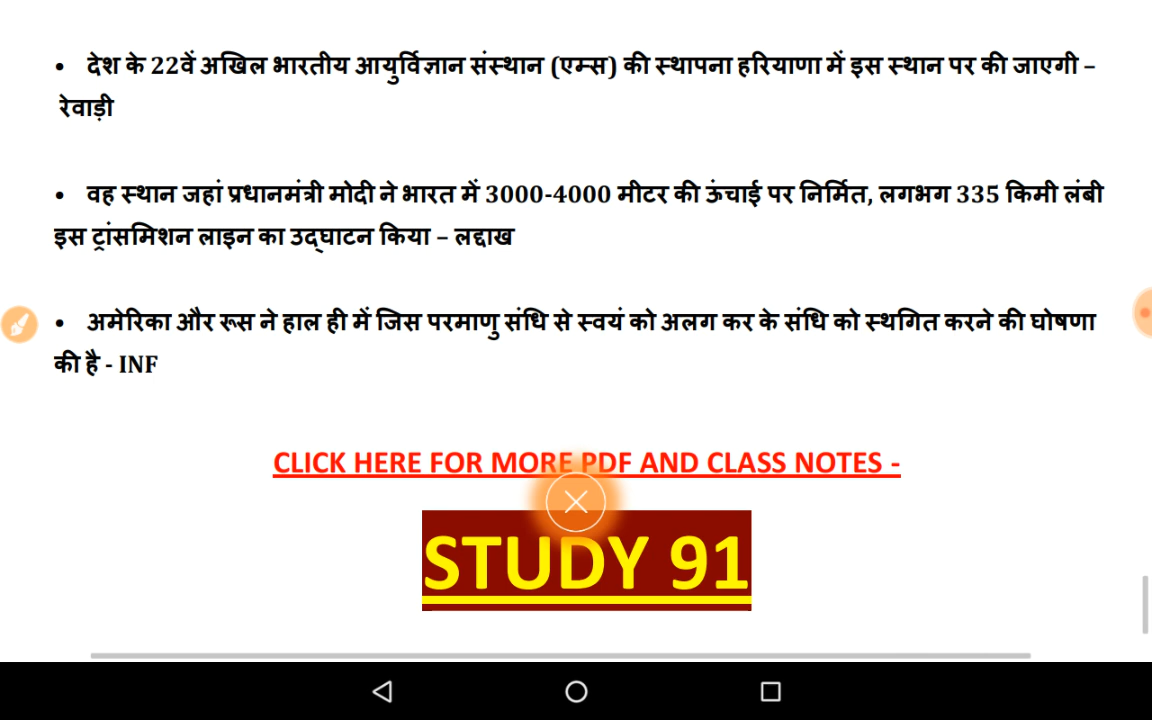 • देश के 22वें अखिल भारतीय आयुर्विज्ञान संस्थान (एम्स) की स्थापना हरियाणा में इस स्थान पर की जाएगी –
रेवाड़ी
• वह स्थान जहां प्रधानमंत्री मोदी ने भारत में 3000-4000 मीटर की ऊंचाई पर निर्मित, लगभग 335 किमी लंबी
इस ट्रांसमिशन लाइन का उद्घाटन किया – लद्दाख
• अमेरिका और रूस ने हाल ही में जिस परमाणु संधि से स्वयं को अलग कर के संधि को स्थगित करने की घोषणा
की है - INF
CLICK HERE FOR MORE PDF AND CLASS NOTES -
STUDY 91